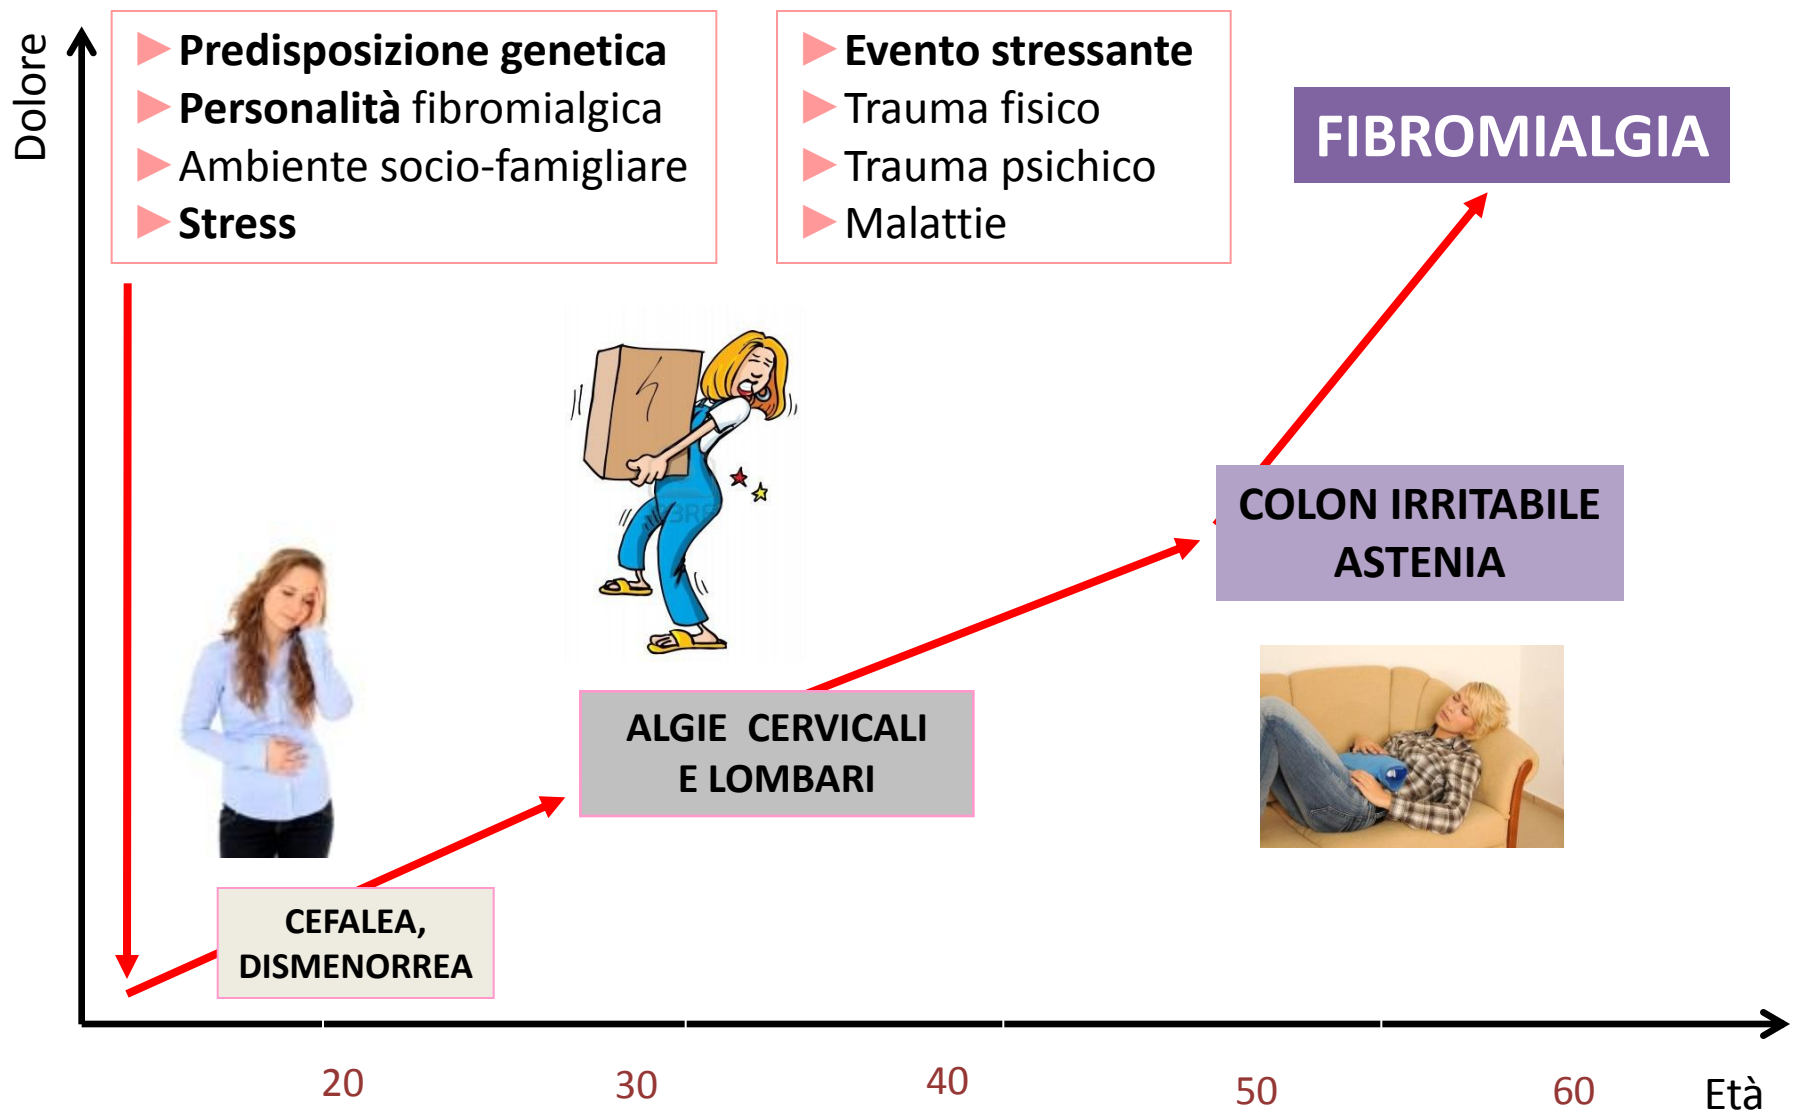 Dolore
Predisposizione genetica
Personalità fibromialgica
Ambiente socio-famigliare
Stress
Evento stressante
Trauma fisico
Trauma psichico
Malattie
FIBROMIALGIA
COLON IRRITABILE
ASTENIA
ALGIE CERVICALI
E LOMBARI
CEFALEA,
DISMENORREA
20
30
40
50
60
Età